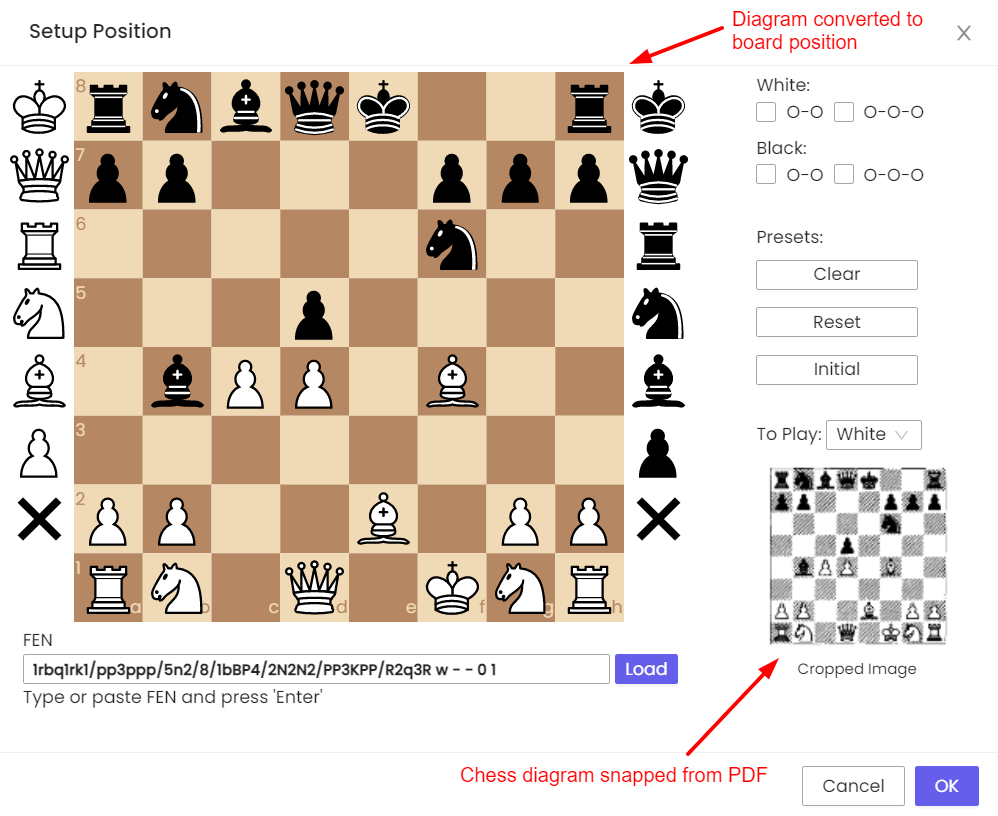 Setup Position
Diagram converted to
board position
X
8
7
6
5
4
3
2
1
a
b
c
d
e
f
g
h
White:
O-O
O-O-O
Black:
O-O
O-O-O
Presets:
Clear
Reset
Initial
To Play: White
Cropped Image
FEN
1rbq1rk1/pp3ppp/5n2/8/1bBP4/2N2N2/PP3KPP/R2q3R w - - 0 1
Load
Type or paste FEN and press 'Enter'
Chess diagram snapped from PDF
Cancel
OK